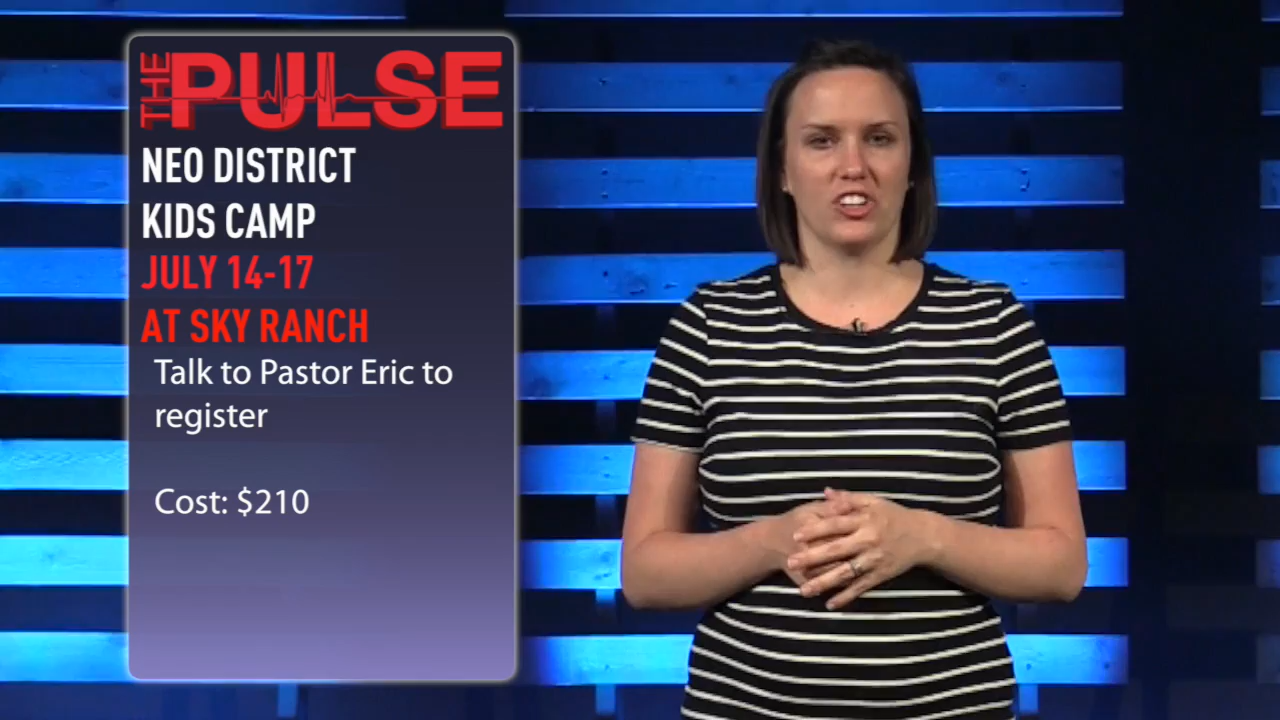 THE PULSE
NEO DISTRICT
KIDS CAMP
JULY 14-17
AT SKY RANCH
Talk to Pastor Eric to
register
Cost: $210